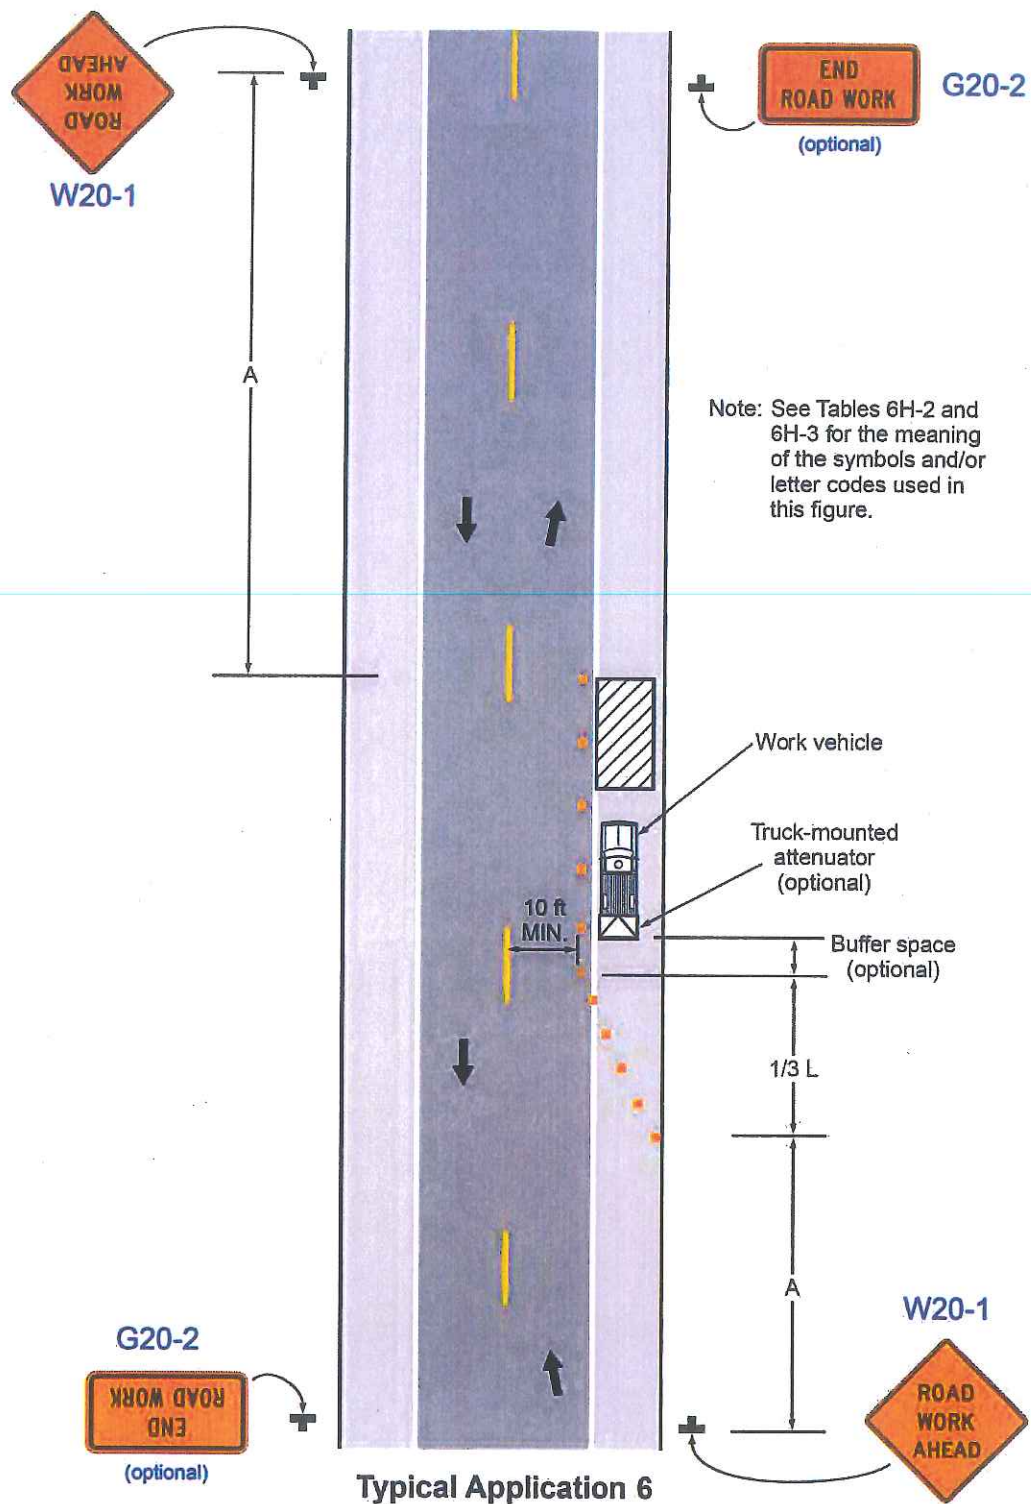 ROAD
WORK
AHEAD
W20-1
END
ROAD WORK
(optional)
G20-2
A
Note: See Tables 6H-2 and
6H-3 for the meaning
of the symbols and/or
letter codes used in
this figure.
Work vehicle
Truck-mounted
attenuator
(optional)
10 ft
MIN.
Buffer space
(optional)
1/3 L
A
W20-1
ROAD
WORK
AHEAD
G20-2
END
ROAD WORK
(optional)
Typical Application 6